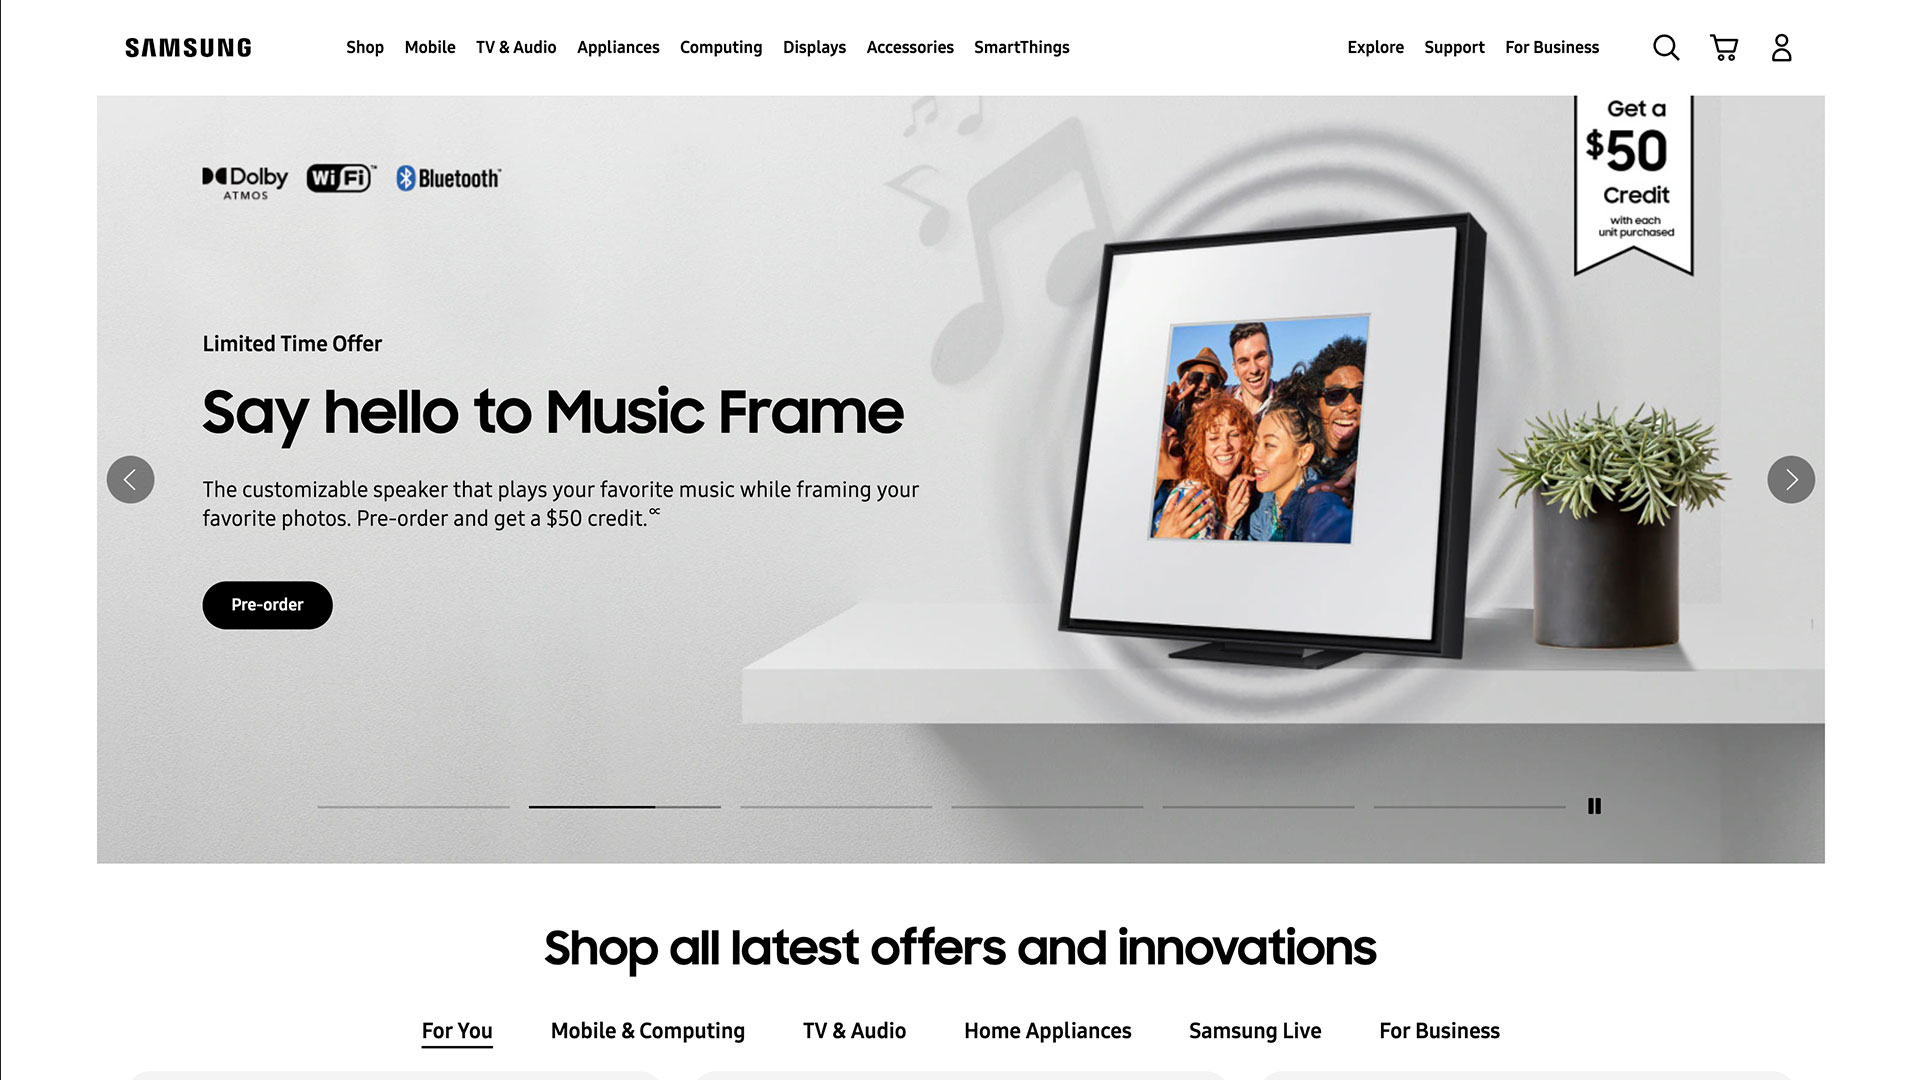 SAMSUNG
Shop Mobile TV & Audio Appliances Computing Displays Accessories SmartThings
Explore Support For Business
Dolby
ATMOS
WiFi™
Bluetooth™
Get a
$50
Credit
with each
unit purchased
Limited Time Offer
Say hello to Music Frame
The customizable speaker that plays your favorite music while framing your
favorite photos. Pre-order and get a $50 credit.∝
Pre-order
Shop all latest offers and innovations
For You Mobile & Computing TV & Audio Home Appliances Samsung Live For Business